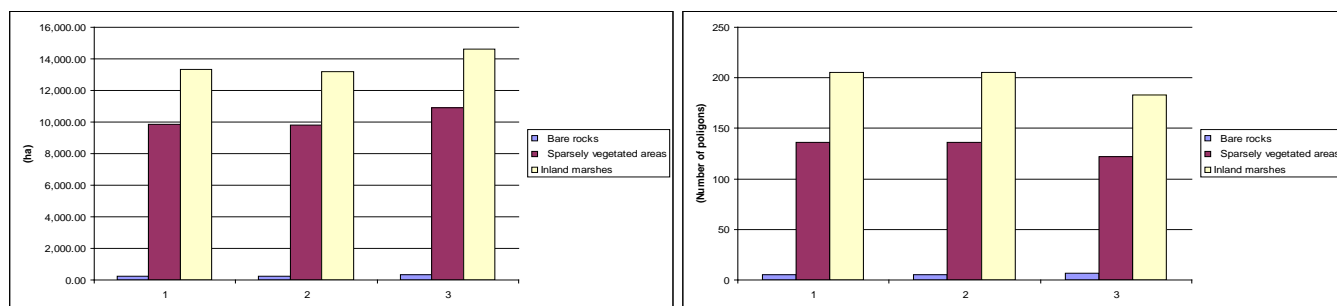 16,000.00
14,000.00
12,000.00
10,000.00
8,000.00
6,000.00
4,000.00
2,000.00
0.00
(ha)
1 2 3
Bare rocks
Sparsely vegetated areas
Inland marshes
250
200
150
100
50
0
(Number of poligons)
1 2 3
Bare rocks
Sparsely vegetated areas
Inland marshes